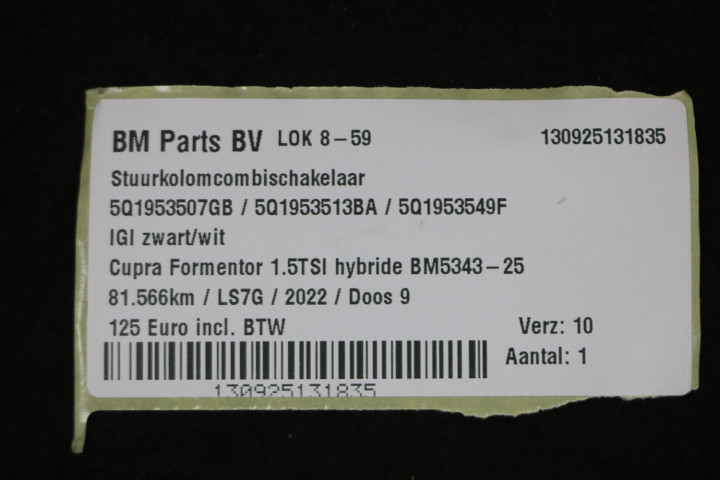 BM Parts BV LOK 8-59 130925131835
Stuurkolomcombischakelaar
5Q1953507GB / 5Q1953513BA / 5Q1953549F
IGI zwart/wit
Cupra Formentor 1.5TSI hybride BM5343-25
81.566km / LS7G / 2022 / Doos 9
125 Euro incl. BTW Verz: 10
Aantal: 1
130925131835